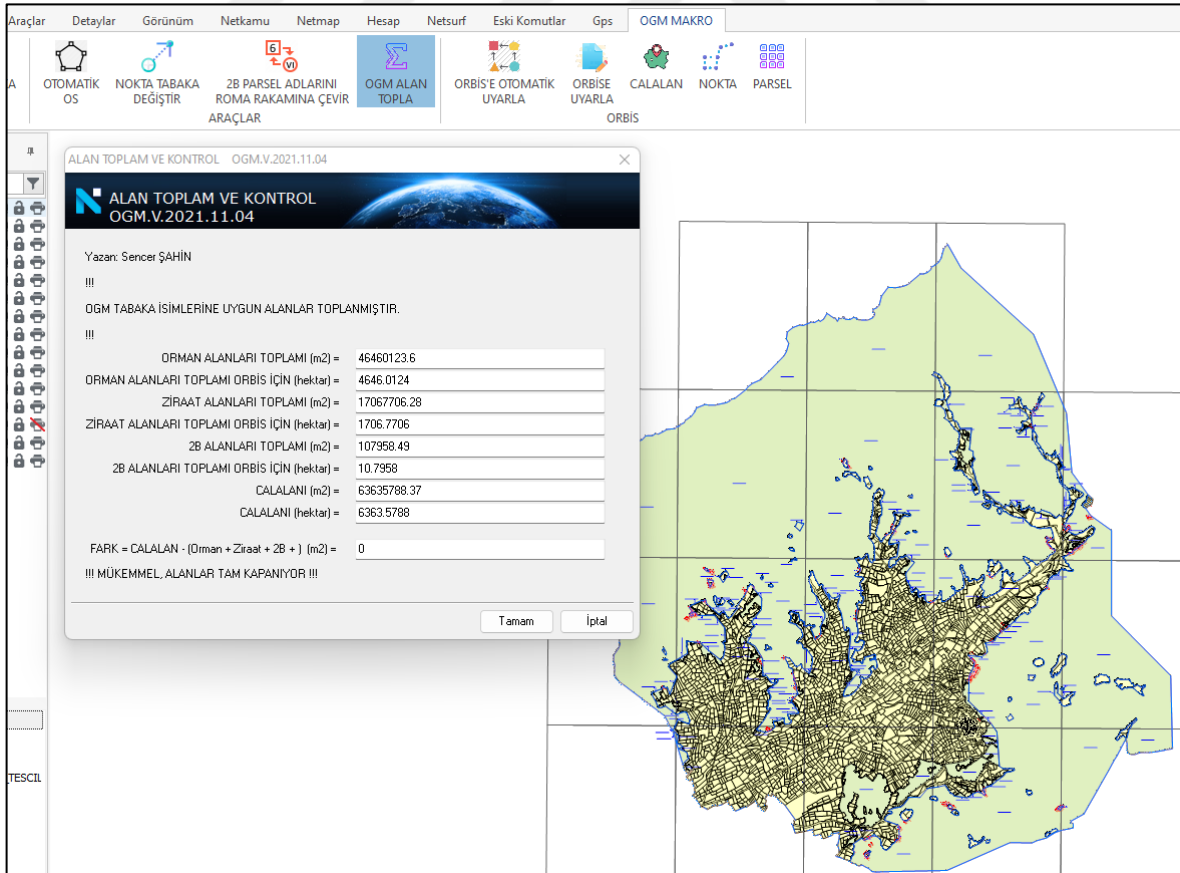 Araçlar Detaylar Görünüm Netkamu Netmap Hesap Netsurf Eski Komutlar Gps OGM MAKRO
A OTOMATİK OS
NOKTA TABAKA DEĞİŞTİR
2B PARSEL ADLARINI ROMA RAKAMINA ÇEVİR
OGM ALAN TOPLA
ORBİS'E OTOMATİK UYARLA
ORBİSE UYARLA
CALALAN
NOKTA
PARSEL
ARAÇLAR
ORBİS
ALAN TOPLAM VE KONTROL OGM.V.2021.11.04
ALAN TOPLAM VE KONTROL
OGM.V.2021.11.04
Yazan: Sencer ŞAHİN
!!!
OGM TABAKA İSİMLERİNE UYGUN ALANLAR TOPLANMIŞTIR.
!!!
ORMAN ALANLARI TOPLAMI (m2) = 46460123.6
ORMAN ALANLARI TOPLAMI ORBİS İÇİN (hektar) = 4646.0124
ZİRAAT ALANLARI TOPLAMI (m2) = 17067706.28
ZİRAAT ALANLARI TOPLAMI ORBİS İÇİN (hektar) = 1706.7706
2B ALANLARI TOPLAMI (m2) = 107958.49
2B ALANLARI TOPLAMI ORBİS İÇİN (hektar) = 10.7958
CALALANI (m2) = 63635788.37
CALALANI (hektar) = 6363.5788
FARK = CALALAN - (Orman + Ziraat + 2B + ) (m2) = 0
!!! MÜKEMMEL, ALANLAR TAM KAPANIYOR !!!
Tamam İptal
TESCIL